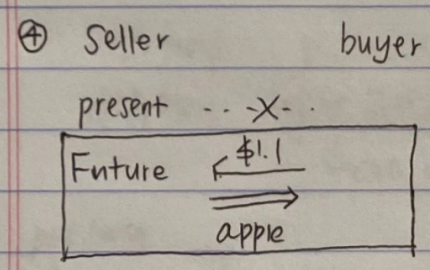 ④ Seller buyer
present - - -X- - -
Future $1.1
apple